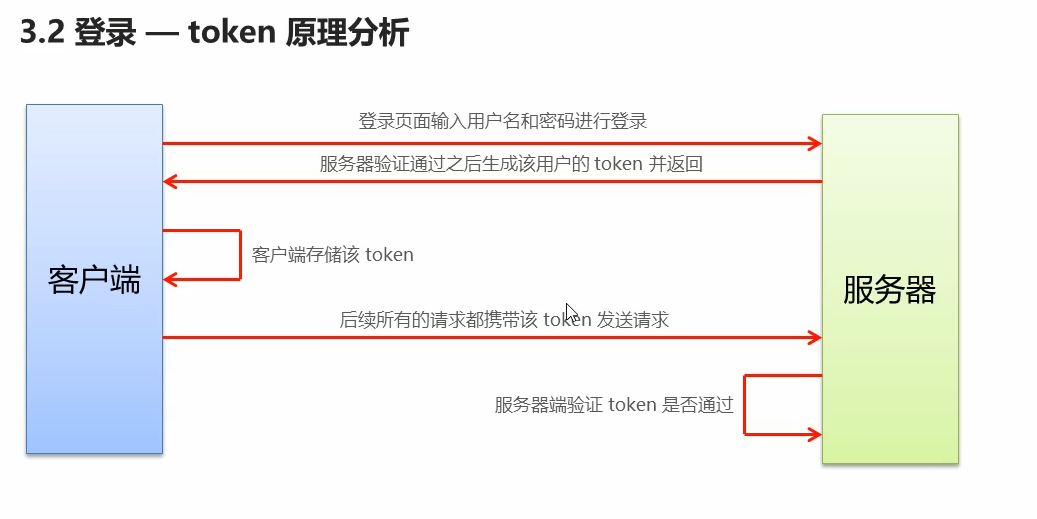 3.2 登录 — token 原理分析
登录页面输入用户名和密码进行登录
服务器验证通过之后生成该用户的 token 并返回
客户端存储该 token
客户端
服务器
后续所有的请求都携带该 token 发送请求
服务器端验证 token 是否通过